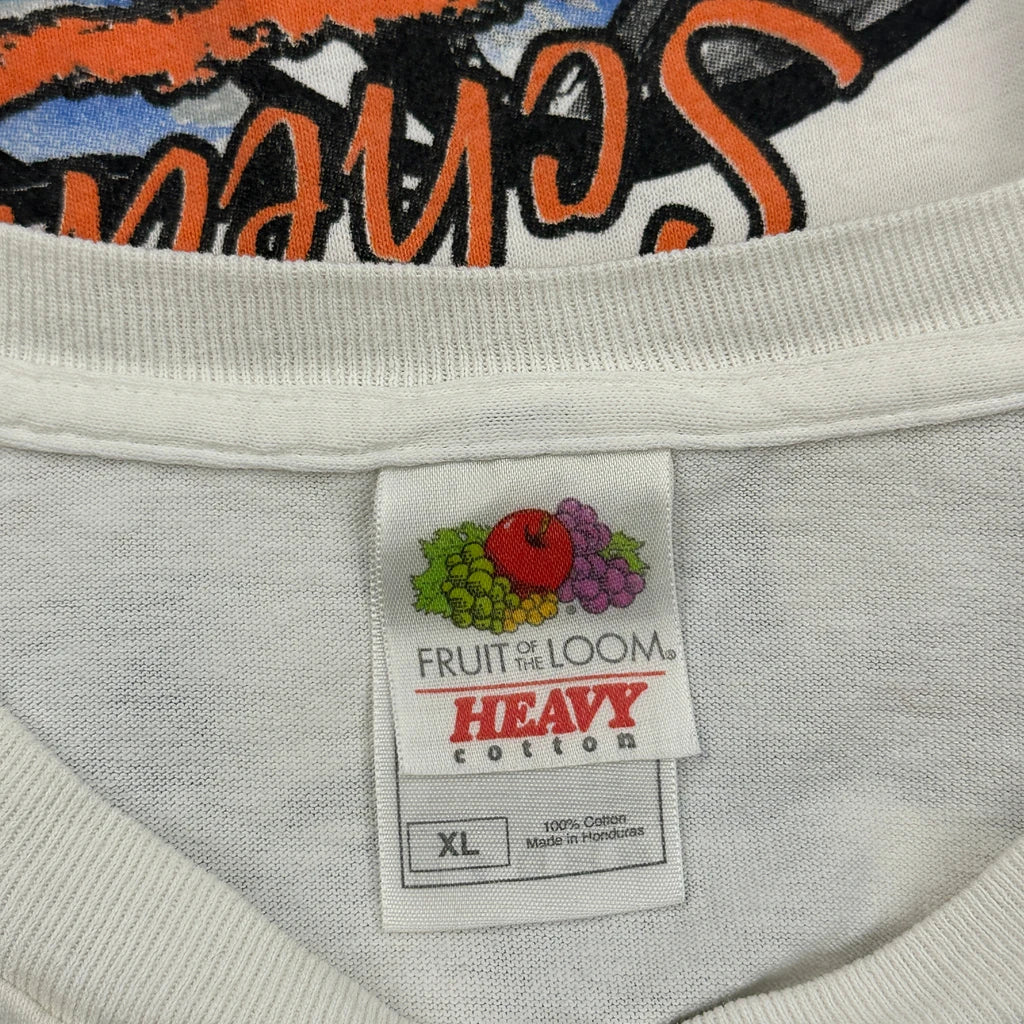 FRUIT OF THE LOOM®
HEAVY
cotton
XL
100% Cotton
Made in Honduras